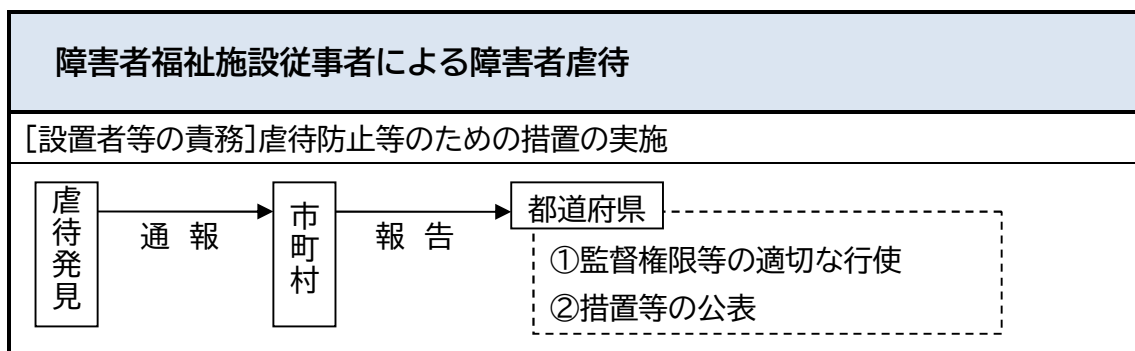 障害者福祉施設従事者による障害者虐待
[設置者等の責務]虐待防止等のための措置の実施
虐待発見
通 報
市町村
報 告
都道府県
①監督権限等の適切な行使
②措置等の公表